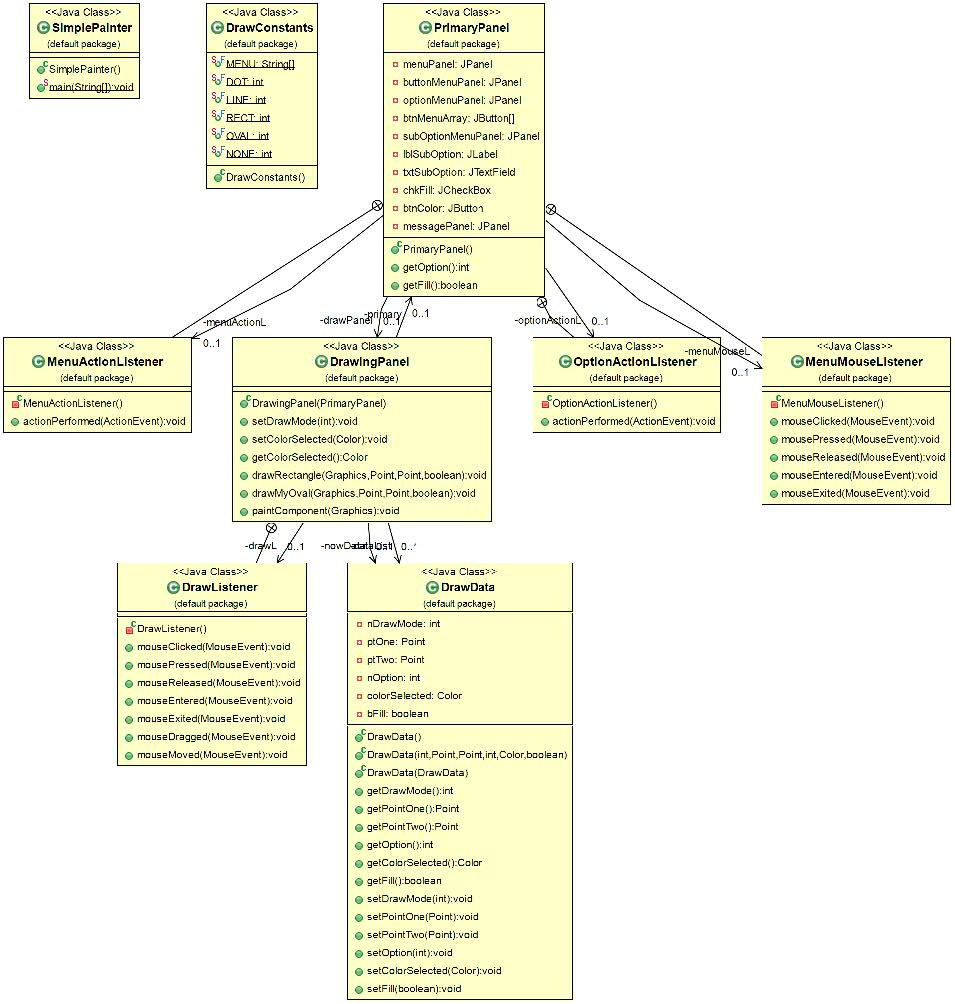 <<Java Class>>
SimplePainter
(default package)
SimplePainter()
main(String[]):void
<<Java Class>>
DrawConstants
(default package)
MENU: String[]
DOT: int
LINE: int
RECT: int
OVAL: int
NONE: int
DrawConstants()
<<Java Class>>
PrimaryPanel
(default package)
menuPanel: JPanel
buttonMenuPanel: JPanel
optionMenuPanel: JPanel
btnMenuArray: JButton[]
subOptionMenuPanel: JPanel
lblSubOption: JLabel
txtSubOption: JTextField
chkFill: JCheckBox
btnColor: JButton
messagePanel: JPanel
PrimaryPanel()
getOption():int
getFill():boolean
-menuActionL
0..1
-drawPanel
0..1
-primary
0..1
-optionActionL
0..1
-menuMouseL
0..1
<<Java Class>>
MenuActionListener
(default package)
MenuActionListener()
actionPerformed(ActionEvent):void
<<Java Class>>
DrawingPanel
(default package)
DrawingPanel(PrimaryPanel)
setDrawMode(int):void
setColorSelected(Color):void
getColorSelected():Color
drawRectangle(Graphics,Point,Point,boolean):void
drawMyOval(Graphics,Point,Point,boolean):void
paintComponent(Graphics):void
<<Java Class>>
OptionActionListener
(default package)
OptionActionListener()
actionPerformed(ActionEvent):void
<<Java Class>>
MenuMouseListener
(default package)
MenuMouseListener()
mouseClicked(MouseEvent):void
mousePressed(MouseEvent):void
mouseReleased(MouseEvent):void
mouseEntered(MouseEvent):void
mouseExited(MouseEvent):void
-drawL
0..1
-nowData
0..1
0..1
<<Java Class>>
DrawListener
(default package)
DrawListener()
mouseClicked(MouseEvent):void
mousePressed(MouseEvent):void
mouseReleased(MouseEvent):void
mouseEntered(MouseEvent):void
mouseExited(MouseEvent):void
mouseDragged(MouseEvent):void
mouseMoved(MouseEvent):void
<<Java Class>>
DrawData
(default package)
nDrawMode: int
ptOne: Point
ptTwo: Point
nOption: int
colorSelected: Color
bFill: boolean
DrawData()
DrawData(int,Point,Point,int,Color,boolean)
DrawData(DrawData)
getDrawMode():int
getPointOne():Point
getPointTwo():Point
getOption():int
getColorSelected():Color
getFill():boolean
setDrawMode(int):void
setPointOne(Point):void
setPointTwo(Point):void
setOption(int):void
setColorSelected(Color):void
setFill(boolean):void